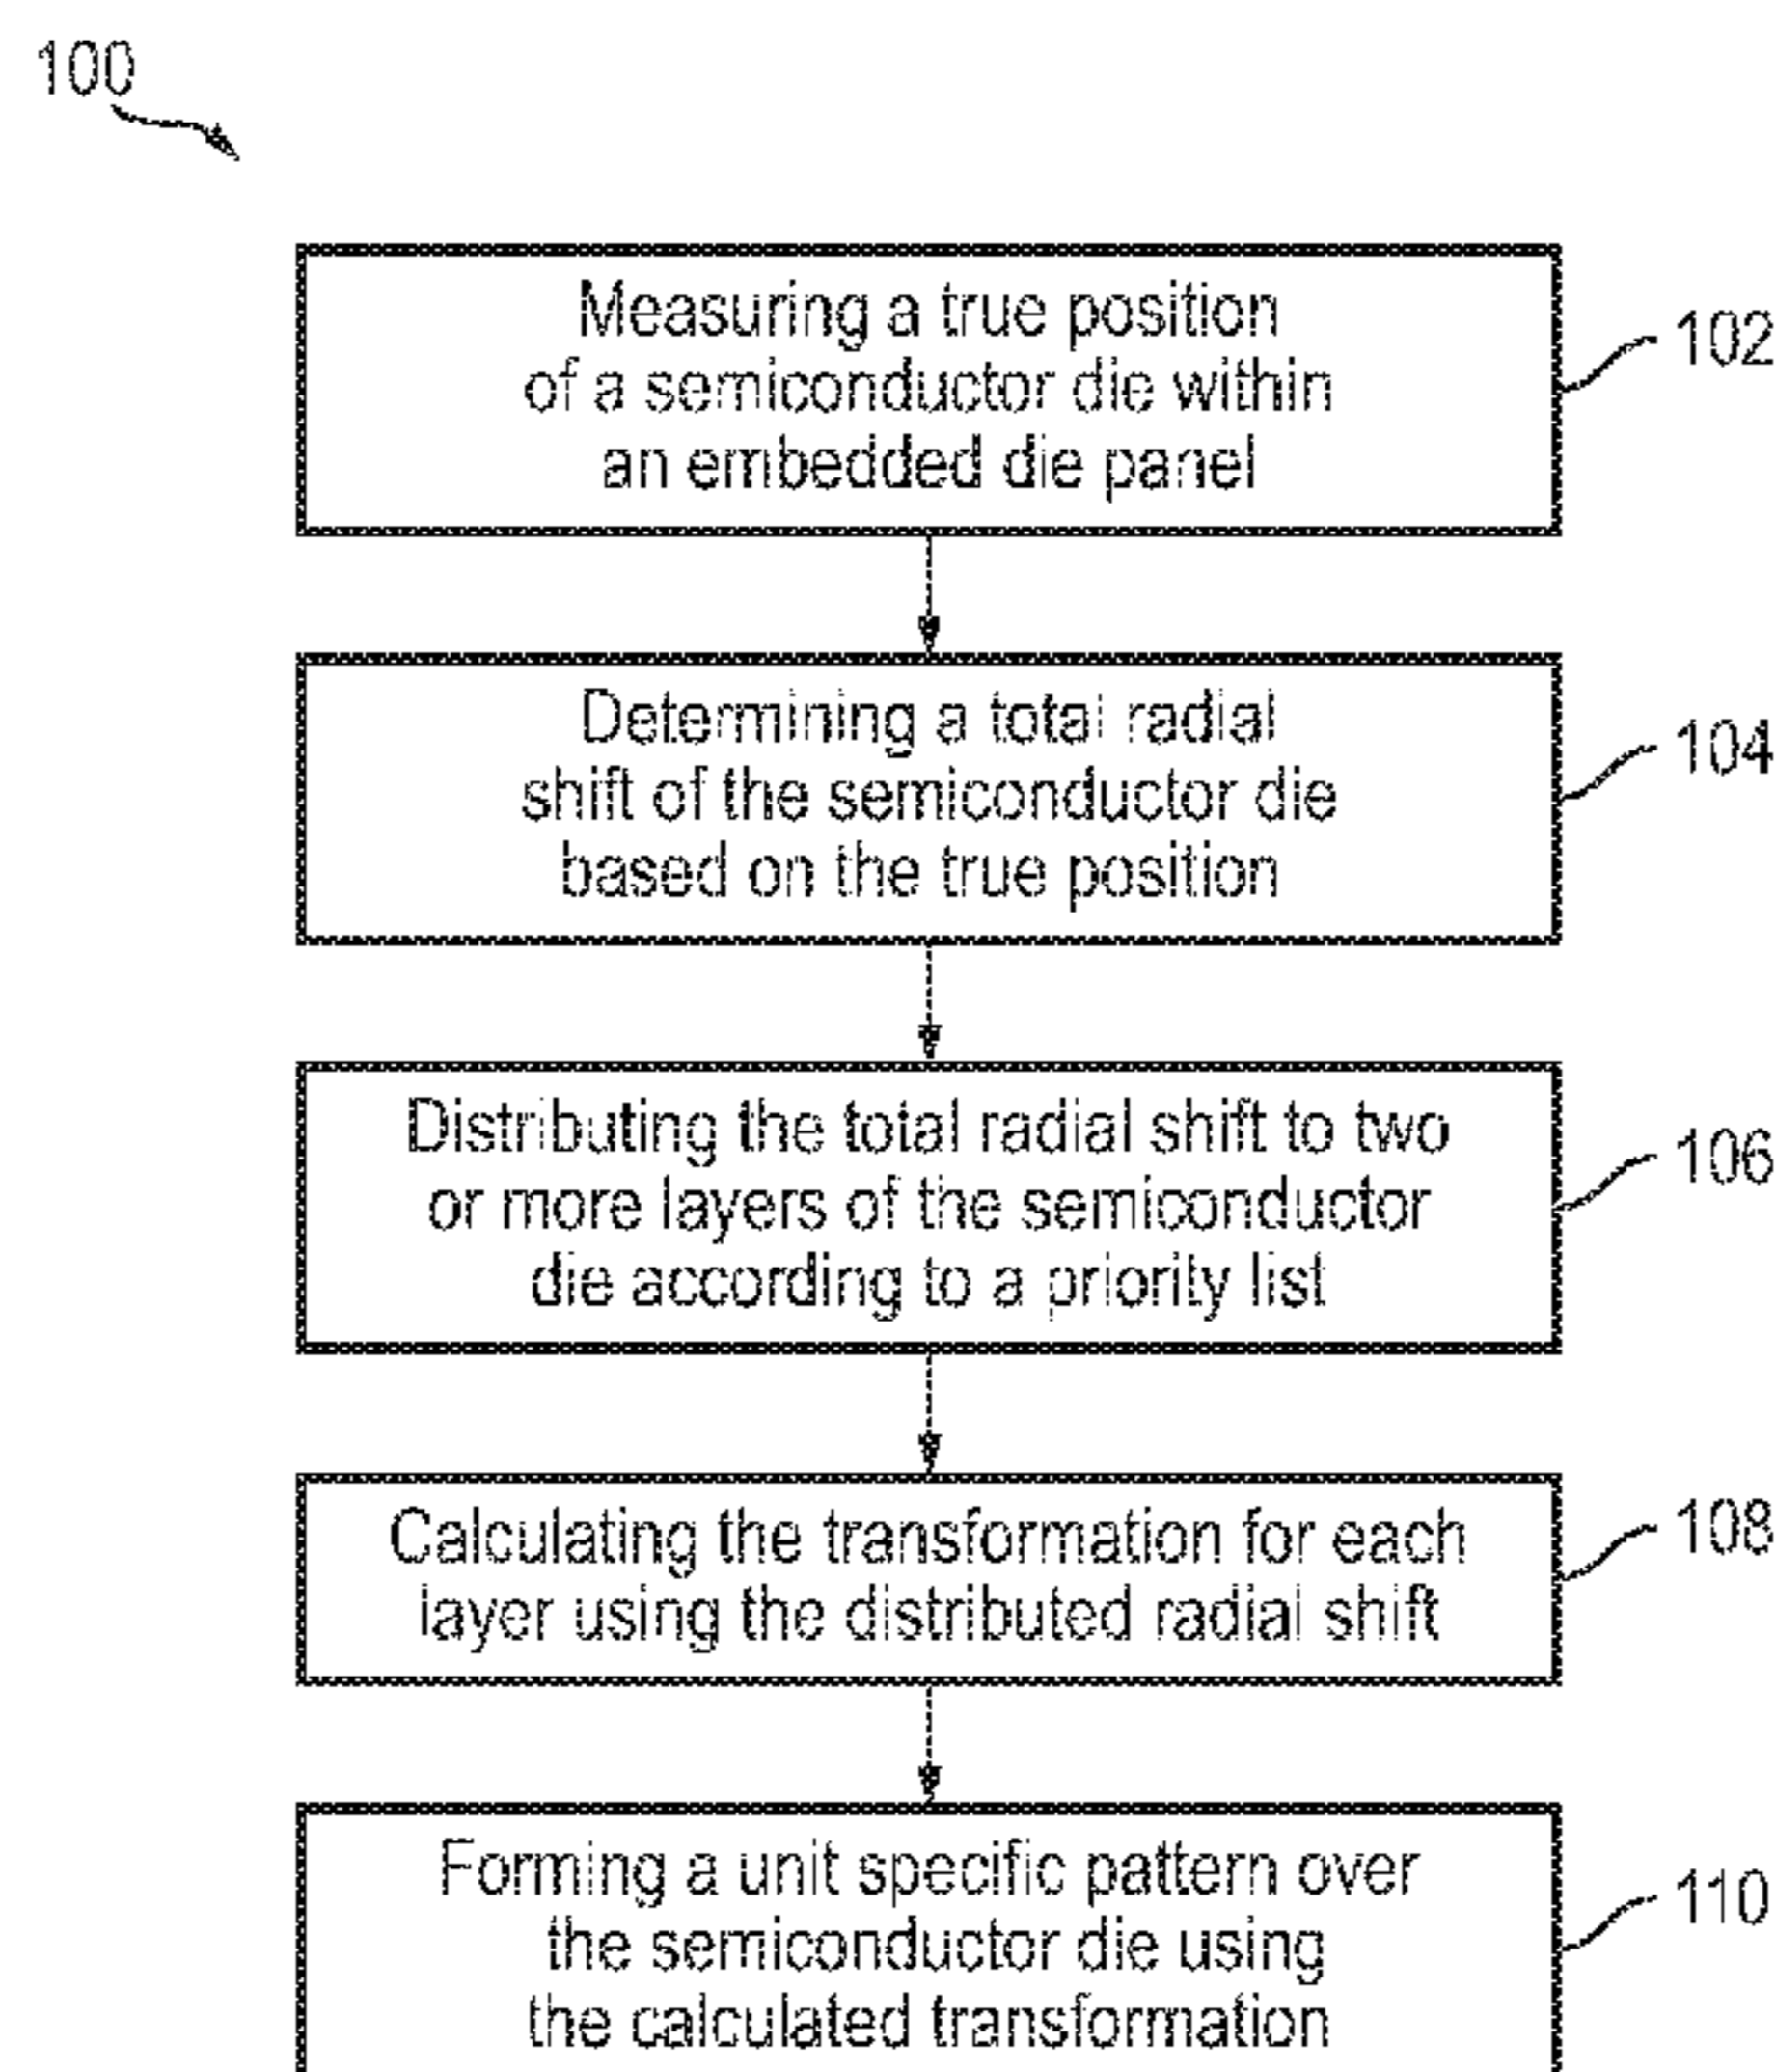 100
Measuring a true position
of a semiconductor die within
an embedded die panel
102
Determining a total radial
shift of the semiconductor die
based on the true position
104
Distributing the total radial shift to two
or more layers of the semiconductor
die according to a priority list
106
Calculating the transformation for each
layer using the distributed radial shift
108
Forming a unit specific pattern over
the semiconductor die using
the calculated transformation
110